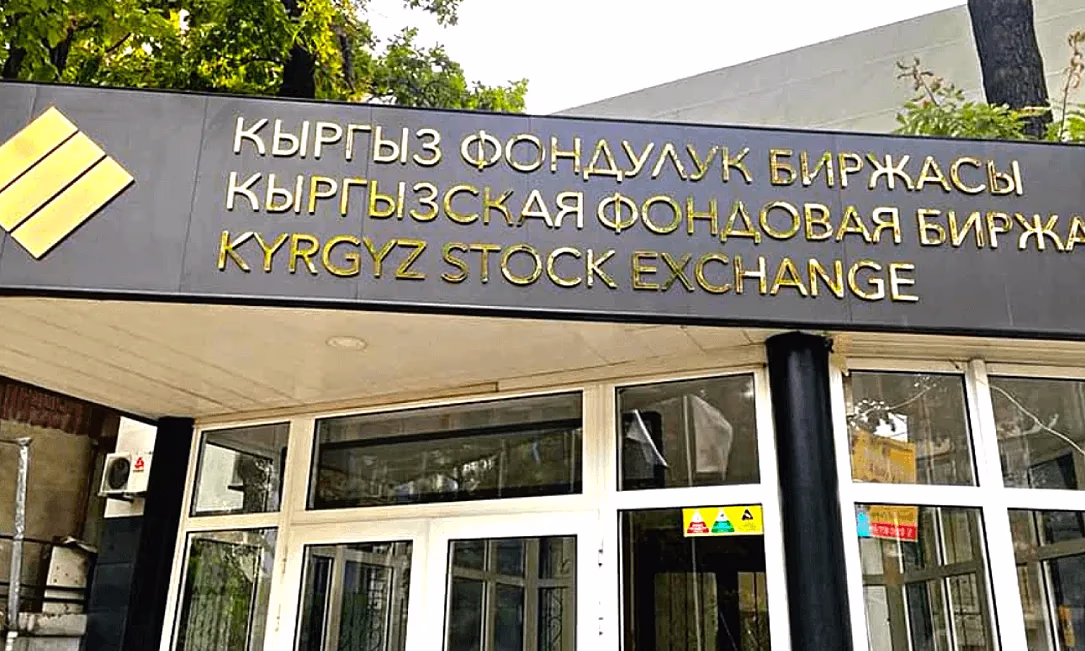 КЫРГЫЗ ФОНДУЛУК БИРЖАСЫ
КЫРГЫЗСКАЯ ФОНДОВАЯ БИРЖА
KYRGYZ STOCK EXCHANGE